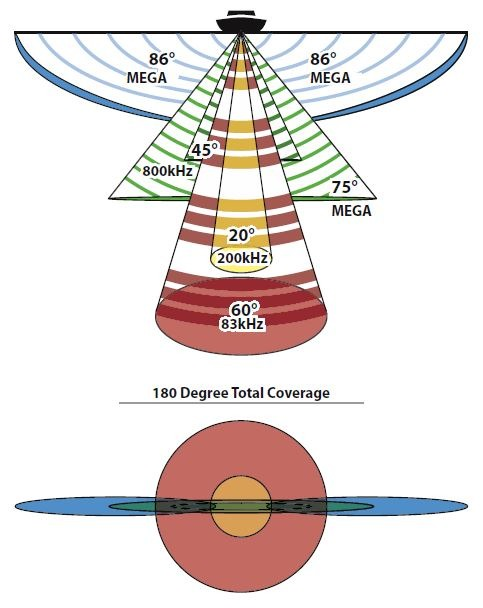 86°
MEGA
86°
MEGA
45°
800kHz
75°
MEGA
20°
200kHz
60°
83kHz
180 Degree Total Coverage